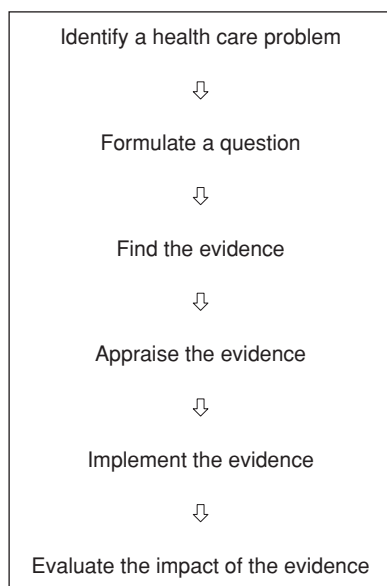 Identify a health care problem
Formulate a question
Find the evidence
Appraise the evidence
Implement the evidence
Evaluate the impact of the evidence